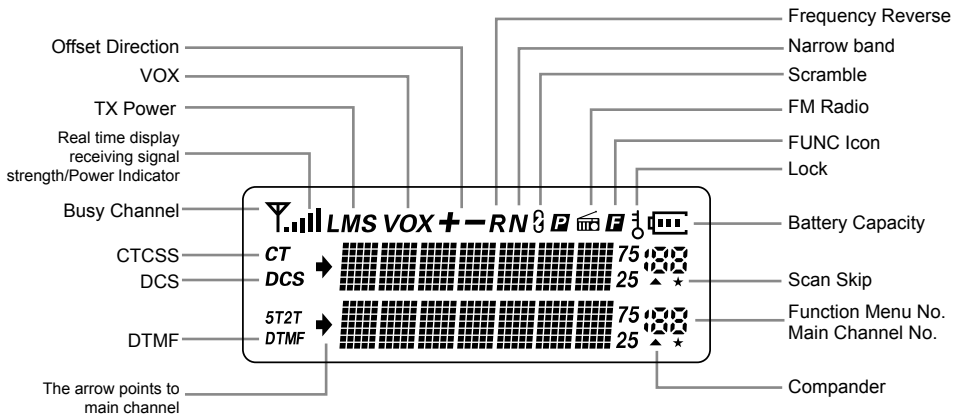 Frequency Reverse
Offset Direction
Narrow band
VOX
Scramble
TX Power
FM Radio
Real time display
receiving signal
strength/Power Indicator
FUNC Icon
Lock
Busy Channel
LMS VOX + − R N P F
Battery Capacity
CTCSS
CT
75
88
DCS
DCS
25
Scan Skip
5T2T
75
88
Function Menu No.
Main Channel No.
DTMF
DTMF
25
The arrow points to
main channel
Compander